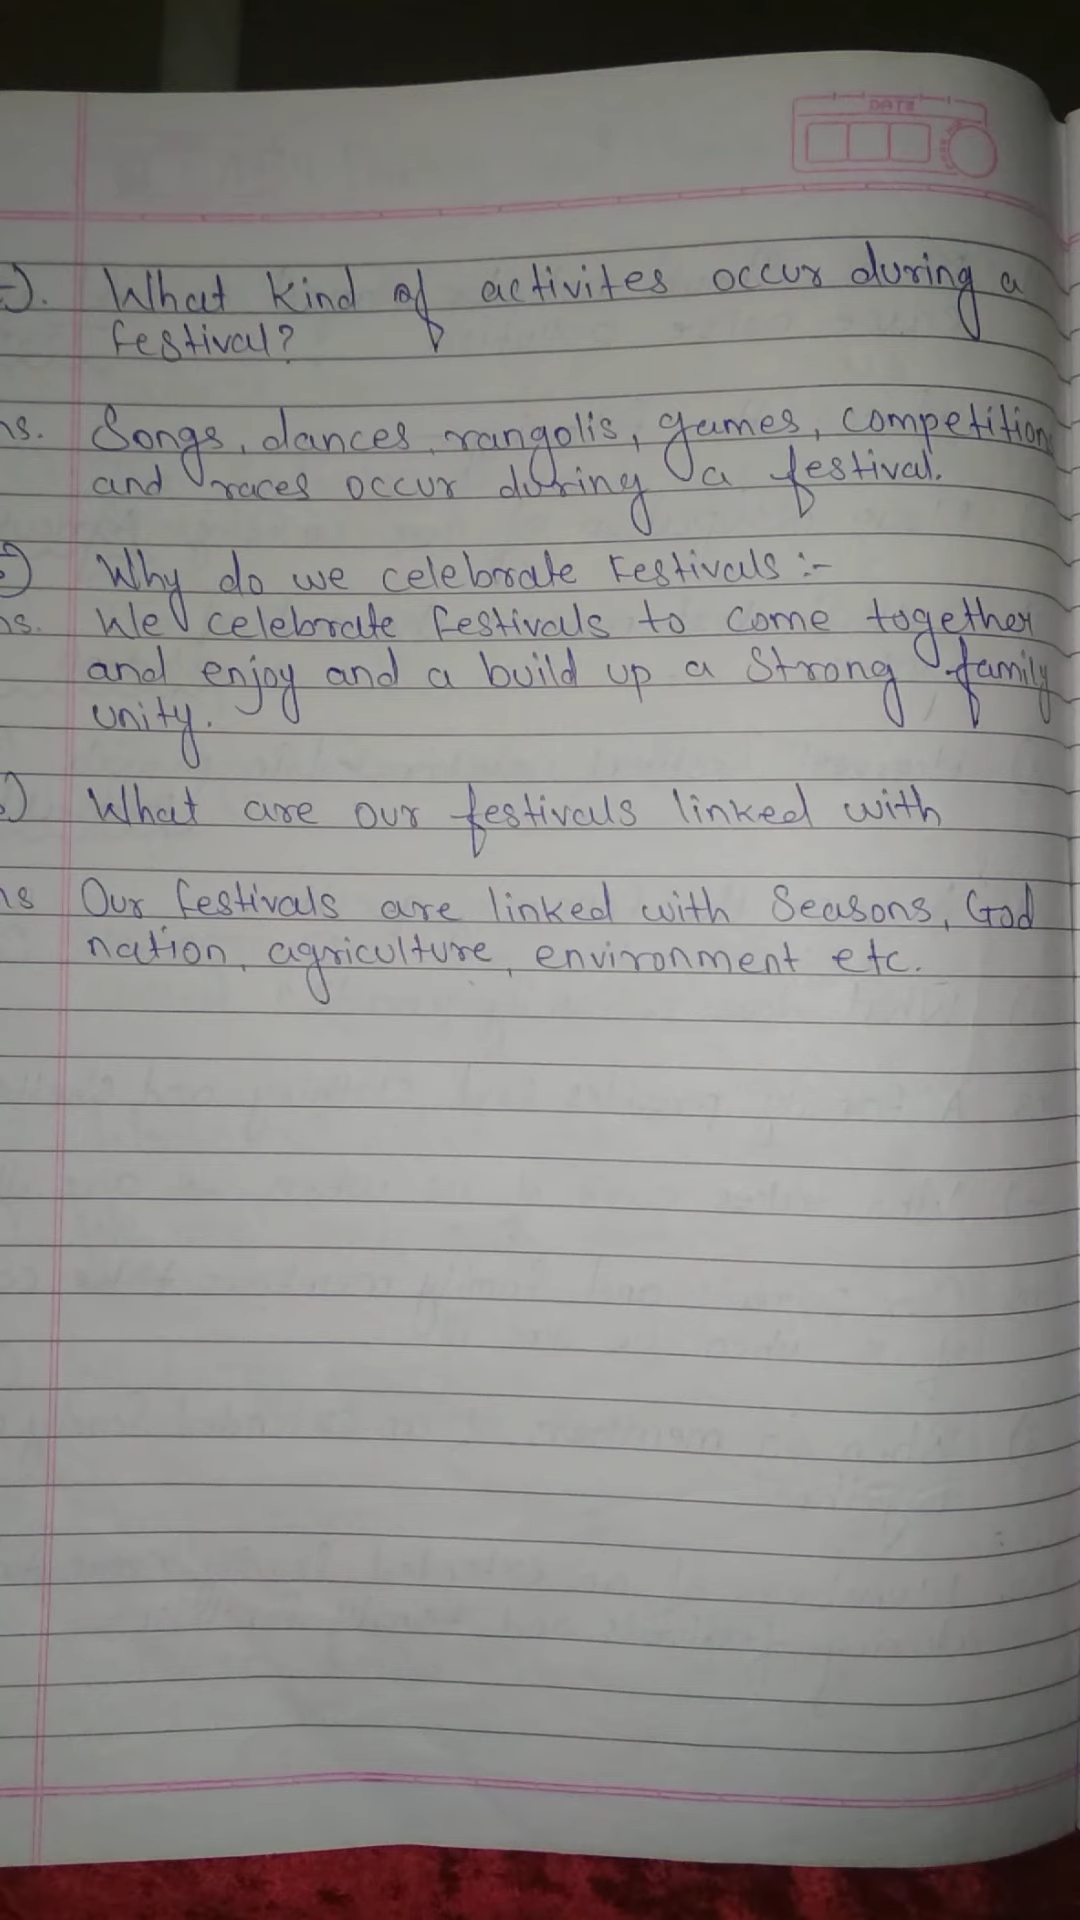 DATE
What kind of activites occur during a
festival?
ns. Songs, dances, rangolis, games, competition
and races occur during a festival.
Why do we celebrate Festivals :-
ns. We celebrate festivals to come together
and enjoy and a build up a strong family
unity.
What are our festivals linked with
ns Our festivals are linked with Seasons, God
nation, agriculture, environment etc.